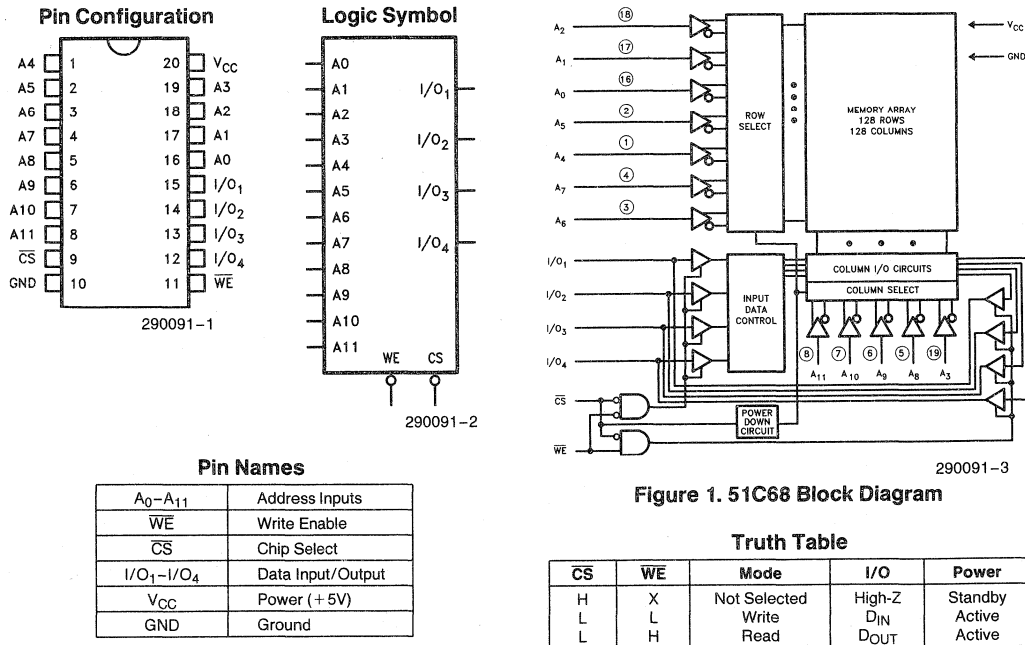 Pin Configuration
A4 1 20 VCC
A5 2 19 A3
A6 3 18 A2
A7 4 17 A1
A8 5 16 A0
A9 6 15 I/O1
A10 7 14 I/O2
A11 8 13 I/O3
CS 9 12 I/O4
GND 10 11 WE
290091-1
Logic Symbol
A0
A1 I/O1
A2
A3 I/O2
A4
A5 I/O3
A6
A7 I/O4
A8
A9
A10
A11
WE CS
290091-2
Pin Names
A0-A11 Address Inputs
WE Write Enable
CS Chip Select
I/O1-I/O4 Data Input/Output
VCC Power (+5V)
GND Ground
A2 18
A1 17
A0 16
A5 2
A4 1
A7 4
A6 3
ROW
SELECT
MEMORY ARRAY
128 ROWS
128 COLUMNS
VCC
GND
I/O1
I/O2
I/O3
I/O4
INPUT
DATA
CONTROL
COLUMN I/O CIRCUITS
COLUMN SELECT
8 7 6 5 19
A11 A10 A9 A8 A3
CS
WE
POWER
DOWN
CIRCUIT
290091-3
Figure 1. 51C68 Block Diagram
Truth Table
CS WE Mode I/O Power
H X Not Selected High-Z Standby
L L Write DIN Active
L H Read DOUT Active